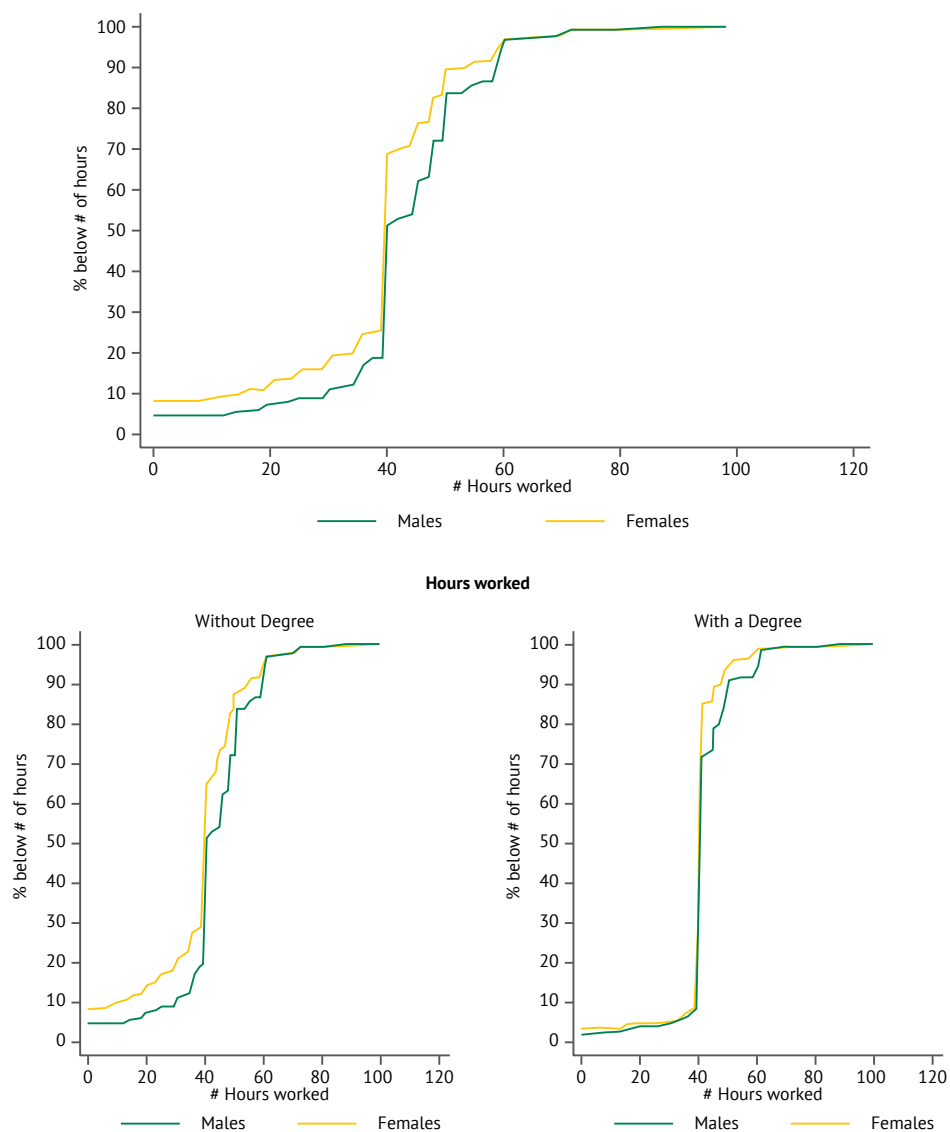 100
90
80
70
60
50
40
30
20
10
0
% below # of hours
0 20 40 60 80 100 120
# Hours worked
Males Females
Hours worked
Without Degree
100
90
80
70
60
50
40
30
20
10
0
% below # of hours
0 20 40 60 80 100 120
# Hours worked
Males Females
With a Degree
100
90
80
70
60
50
40
30
20
10
0
% below # of hours
0 20 40 60 80 100 120
# Hours worked
Males Females